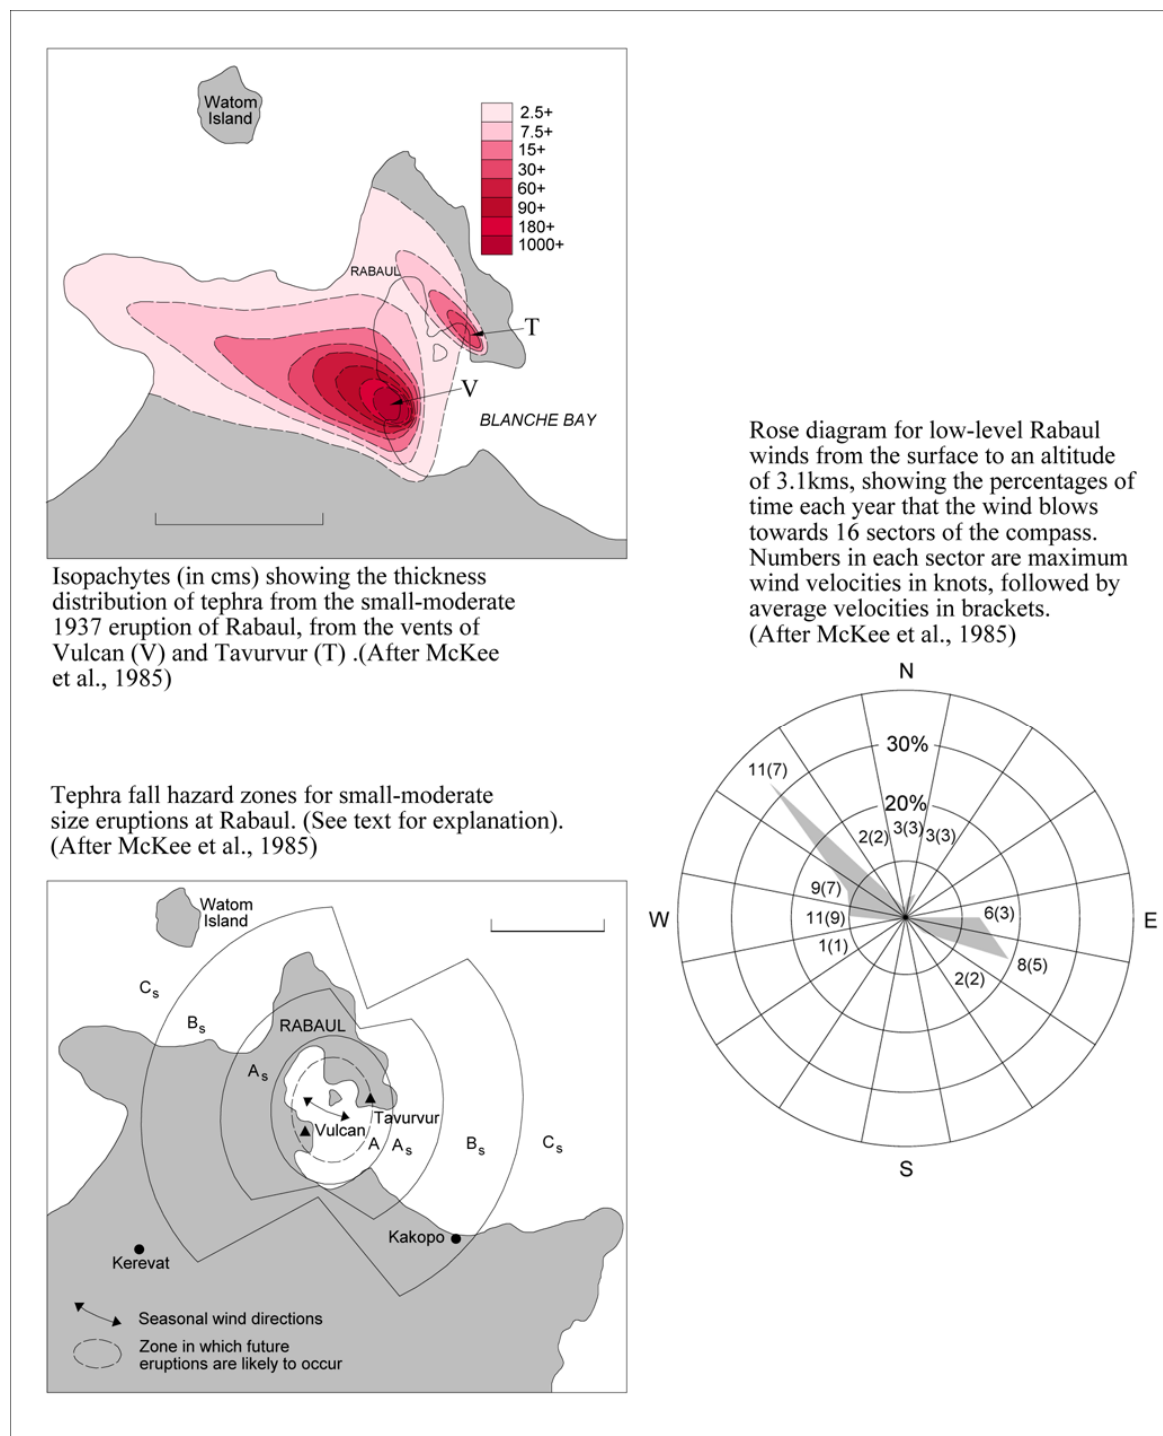 Watom
Island
2.5+
7.5+
15+
30+
60+
90+
180+
1000+
RABAUL
T
V
BLANCHE BAY
Isopachytes (in cms) showing the thickness
distribution of tephra from the small-moderate
1937 eruption of Rabaul, from the vents of
Vulcan (V) and Tavurvur (T) .(After McKee
et al., 1985)
Rose diagram for low-level Rabaul
winds from the surface to an altitude
of 3.1kms, showing the percentages of
time each year that the wind blows
towards 16 sectors of the compass.
Numbers in each sector are maximum
wind velocities in knots, followed by
average velocities in brackets.
(After McKee et al., 1985)
N
30%
11(7)
20%
2(2) 3(3) 3(3)
9(7)
W 11(9) 6(3) E
1(1)
8(5)
2(2)
S
Tephra fall hazard zones for small-moderate
size eruptions at Rabaul. (See text for explanation).
(After McKee et al., 1985)
Watom
Island
Cs
Bs
RABAUL
As
Tavurvur
Vulcan A As Bs Cs
Kakopo
Kerevat
Seasonal wind directions
Zone in which future
eruptions are likely to occur